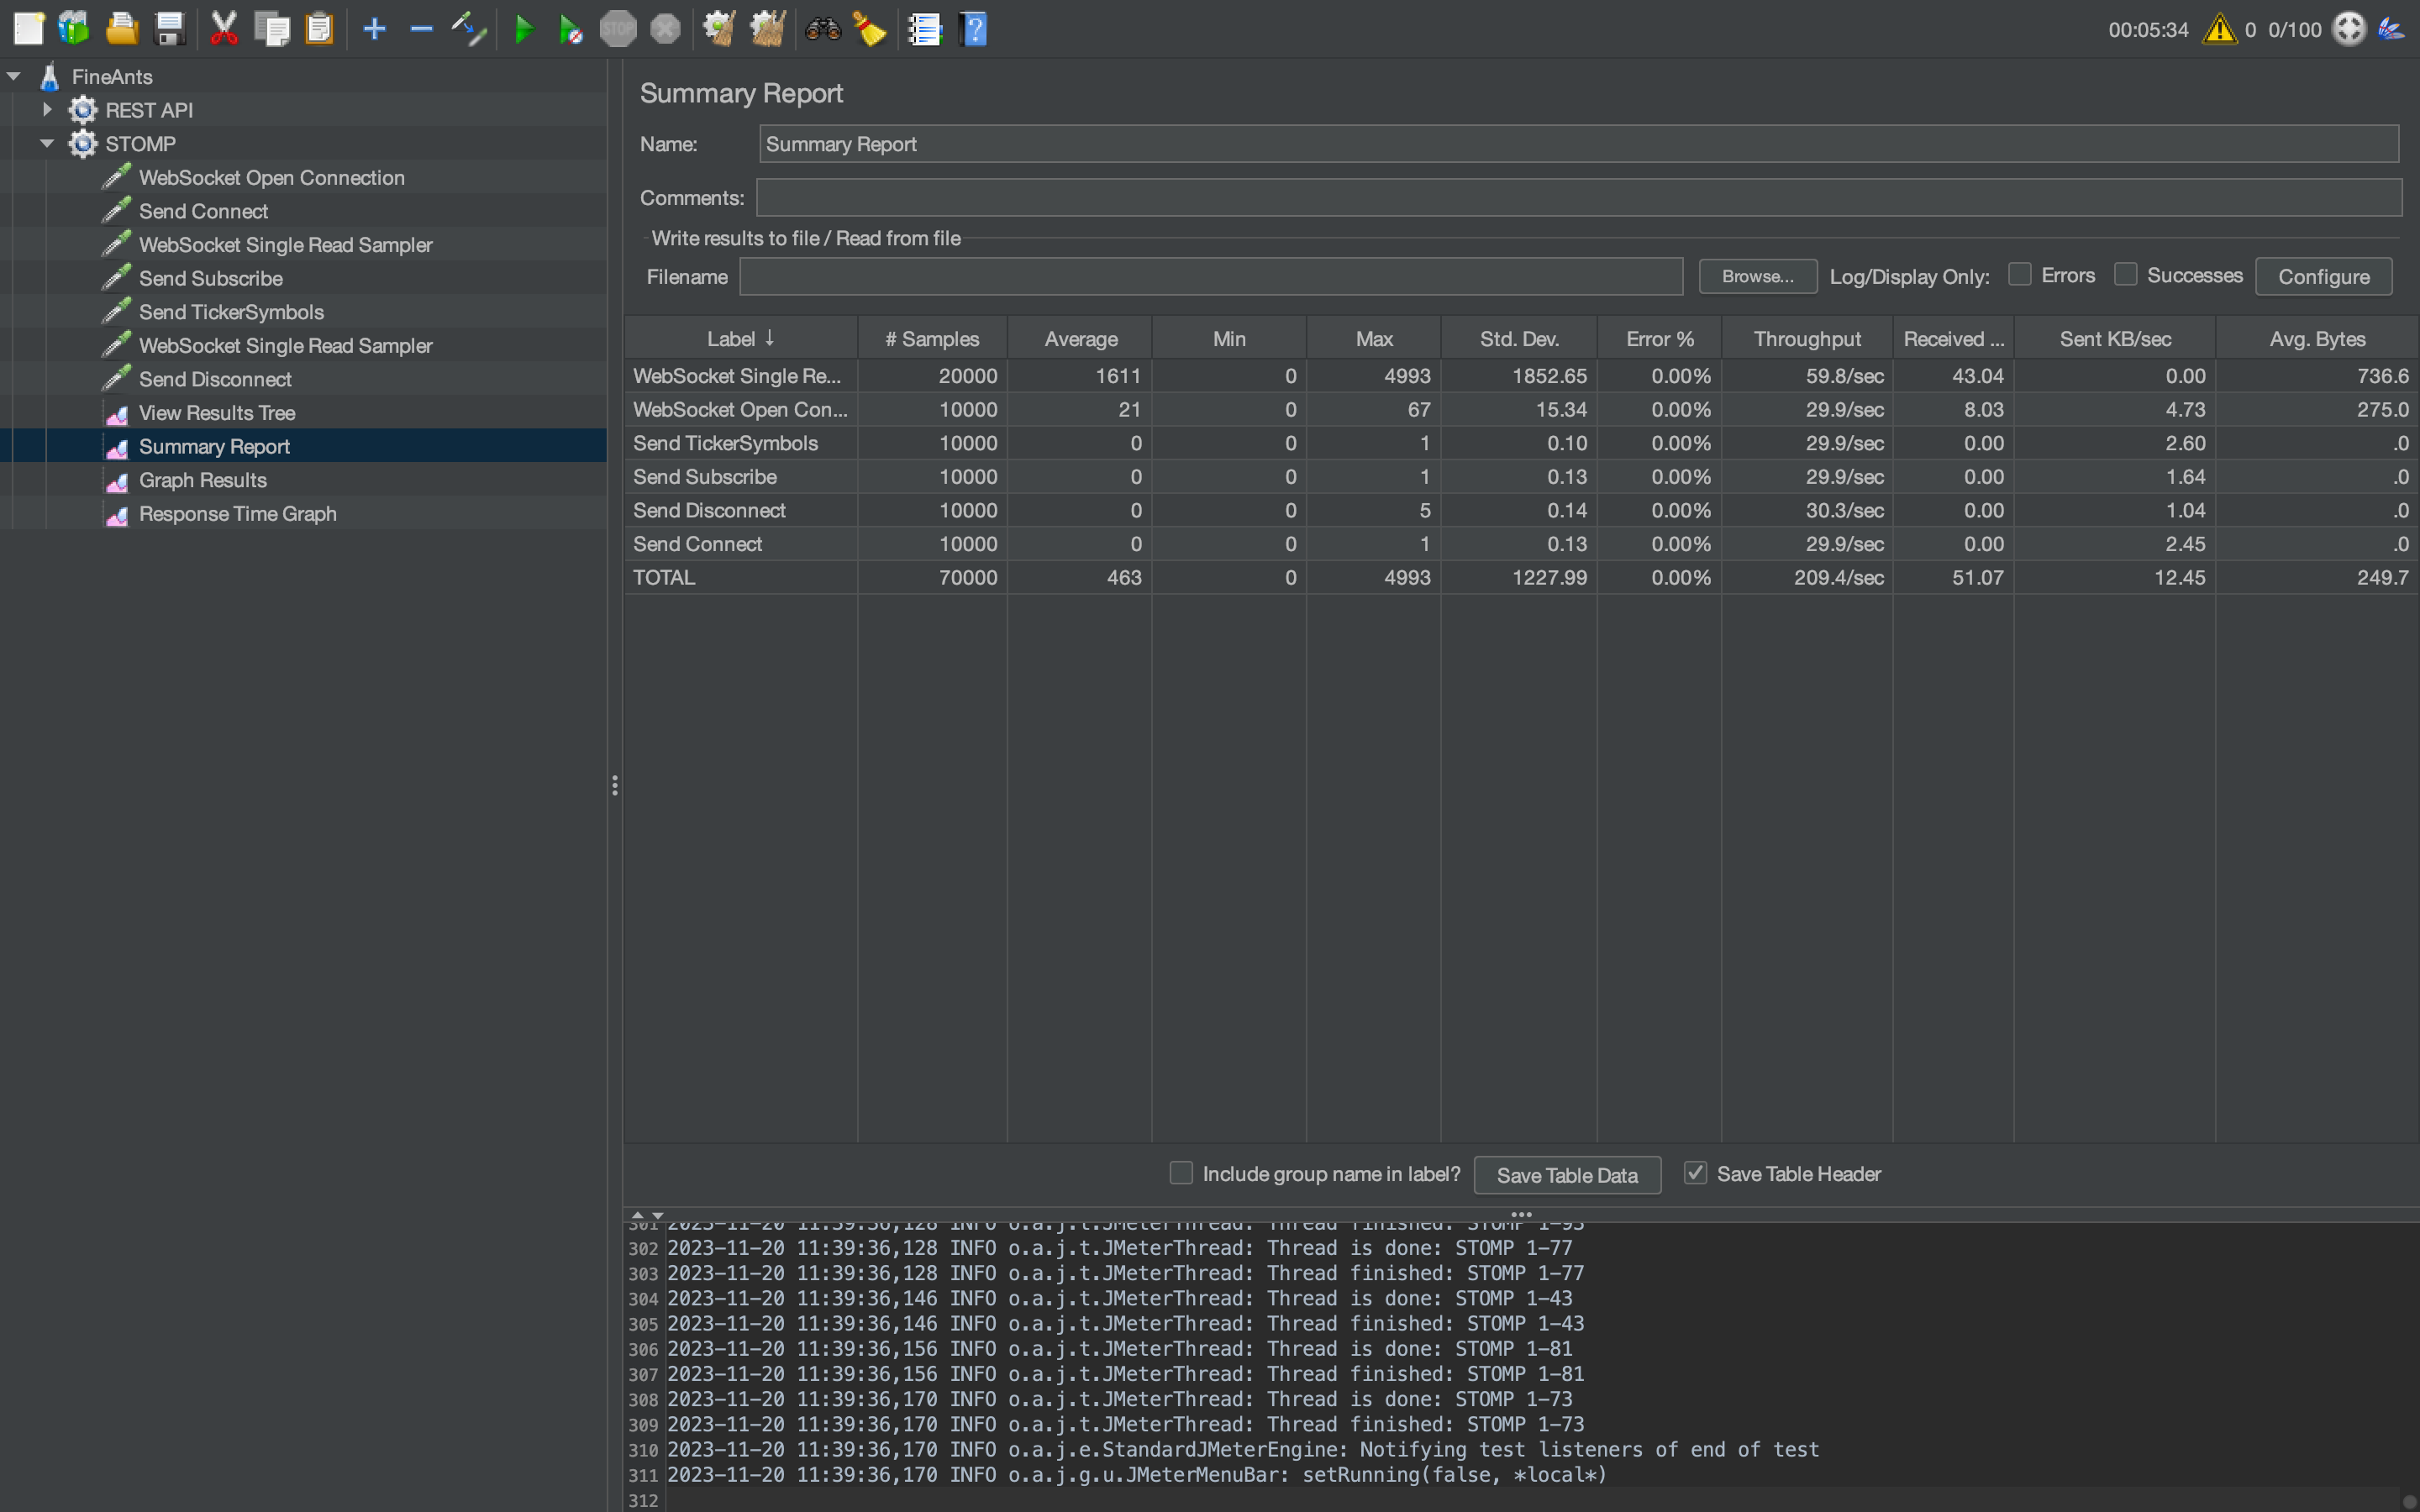 STOP
00:05:34 0 0/100
FineAnts
REST API
STOMP
WebSocket Open Connection
Send Connect
WebSocket Single Read Sampler
Send Subscribe
Send TickerSymbols
WebSocket Single Read Sampler
Send Disconnect
View Results Tree
Summary Report
Graph Results
Response Time Graph
Summary Report
Name: Summary Report
Comments:
Write results to file / Read from file
Filename Browse... Log/Display Only: Errors Successes Configure
Label ↓ # Samples Average Min Max Std. Dev. Error % Throughput Received ... Sent KB/sec Avg. Bytes
WebSocket Single Re... 20000 1611 0 4993 1852.65 0.00% 59.8/sec 43.04 0.00 736.6
WebSocket Open Con... 10000 21 0 67 15.34 0.00% 29.9/sec 8.03 4.73 275.0
Send TickerSymbols 10000 0 0 1 0.10 0.00% 29.9/sec 0.00 2.60 .0
Send Subscribe 10000 0 0 1 0.13 0.00% 29.9/sec 0.00 1.64 .0
Send Disconnect 10000 0 0 5 0.14 0.00% 30.3/sec 0.00 1.04 .0
Send Connect 10000 0 0 1 0.13 0.00% 29.9/sec 0.00 2.45 .0
TOTAL 70000 463 0 4993 1227.99 0.00% 209.4/sec 51.07 12.45 249.7
Include group name in label? Save Table Data Save Table Header
301 2023-11-20 11:39:36,128 INFO o.a.j.t.JMeterThread: Thread finished: STOMP 1-93
302 2023-11-20 11:39:36,128 INFO o.a.j.t.JMeterThread: Thread is done: STOMP 1-77
303 2023-11-20 11:39:36,128 INFO o.a.j.t.JMeterThread: Thread finished: STOMP 1-77
304 2023-11-20 11:39:36,146 INFO o.a.j.t.JMeterThread: Thread is done: STOMP 1-43
305 2023-11-20 11:39:36,146 INFO o.a.j.t.JMeterThread: Thread finished: STOMP 1-43
306 2023-11-20 11:39:36,156 INFO o.a.j.t.JMeterThread: Thread is done: STOMP 1-81
307 2023-11-20 11:39:36,156 INFO o.a.j.t.JMeterThread: Thread finished: STOMP 1-81
308 2023-11-20 11:39:36,170 INFO o.a.j.t.JMeterThread: Thread is done: STOMP 1-73
309 2023-11-20 11:39:36,170 INFO o.a.j.t.JMeterThread: Thread finished: STOMP 1-73
310 2023-11-20 11:39:36,170 INFO o.a.j.e.StandardJMeterEngine: Notifying test listeners of end of test
311 2023-11-20 11:39:36,170 INFO o.a.j.g.u.JMeterMenuBar: setRunning(false, *local*)
312